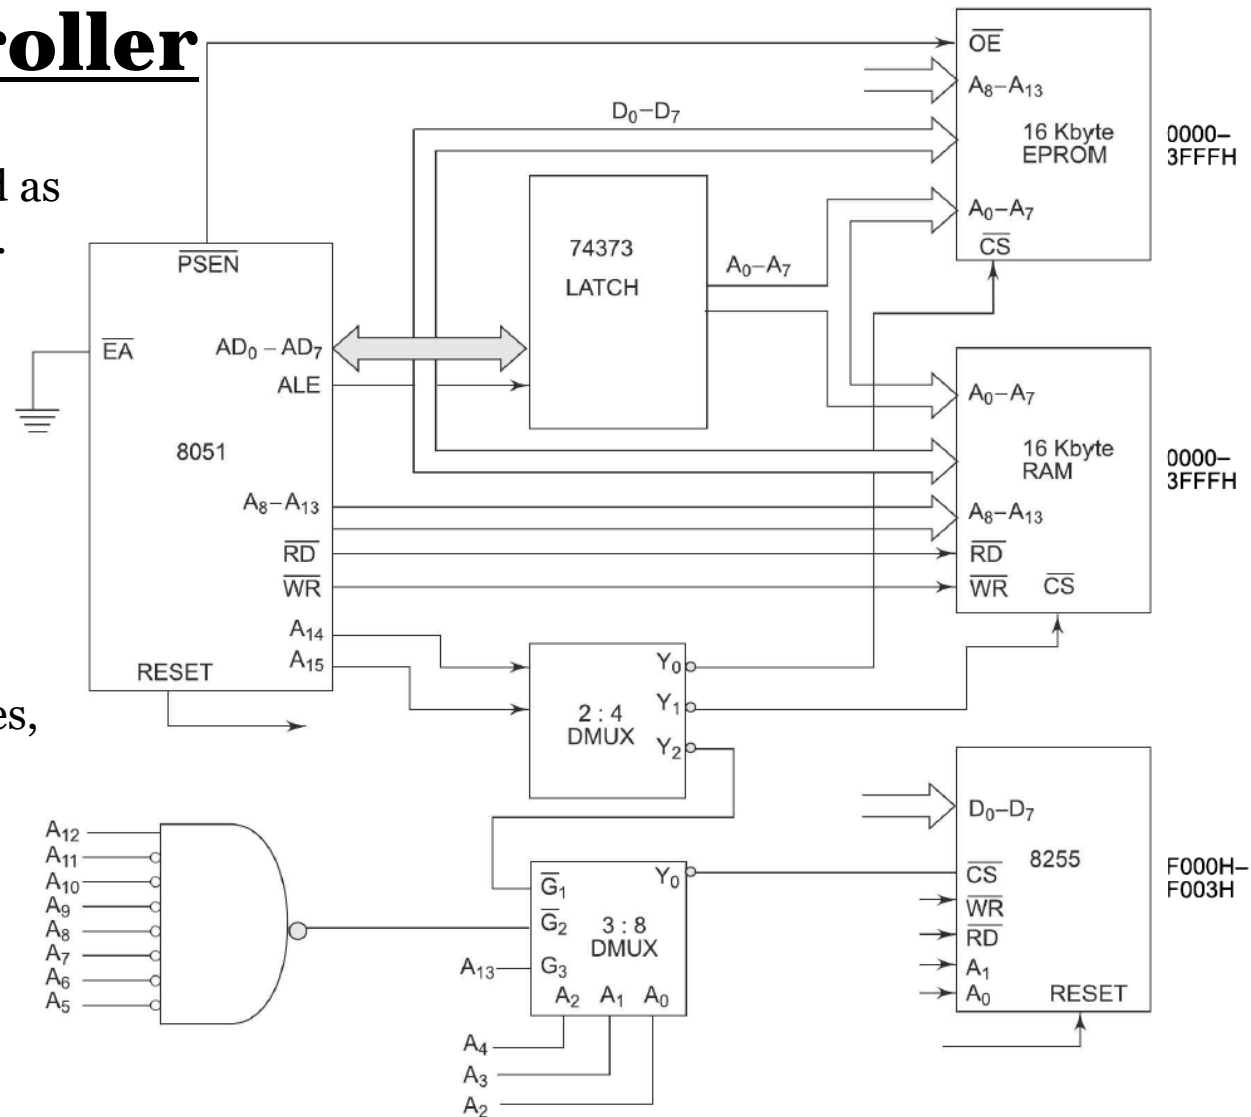 roller
d as
.
es,
OE
A8–A13
16 Kbyte
EPROM
A0–A7
CS
0000–
3FFFH
D0–D7
74373
LATCH
A0–A7
PSEN
EA
AD0 – AD7
ALE
8051
A8–A13
RD
WR
A14
A15
RESET
A0–A7
16 Kbyte
RAM
A8–A13
RD
WR
CS
0000–
3FFFH
Y0
Y1
Y2
2 : 4
DMUX
A12
A11
A10
A9
A8
A7
A6
A5
G1
G2
G3
Y0
3 : 8
DMUX
A2 A1 A0
A13
A4
A3
A2
D0–D7
8255
CS
WR
RD
A1
A0
RESET
F000H–
F003H